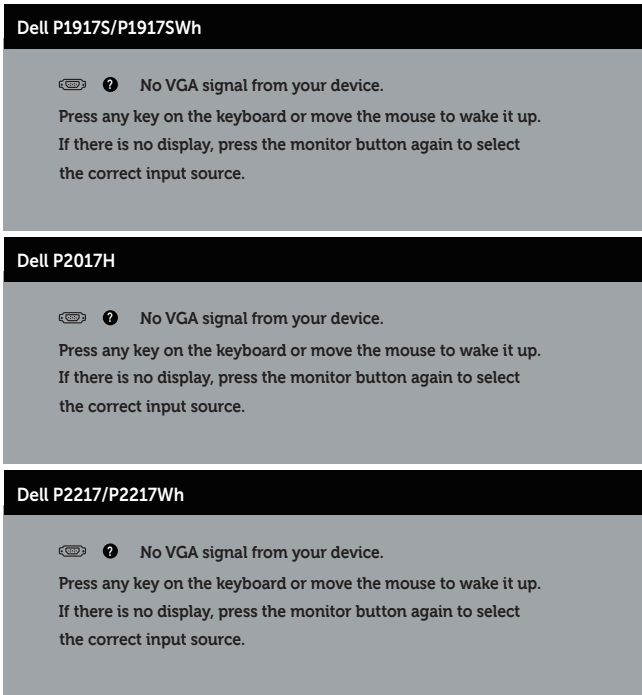 Dell P1917S/P1917SWh
No VGA signal from your device.
Press any key on the keyboard or move the mouse to wake it up.
If there is no display, press the monitor button again to select
the correct input source.
Dell P2017H
No VGA signal from your device.
Press any key on the keyboard or move the mouse to wake it up.
If there is no display, press the monitor button again to select
the correct input source.
Dell P2217/P2217Wh
No VGA signal from your device.
Press any key on the keyboard or move the mouse to wake it up.
If there is no display, press the monitor button again to select
the correct input source.